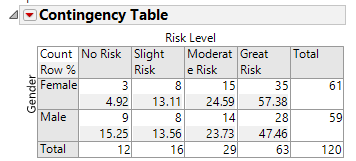 Contingency Table
Risk Level
Gender
Count No Risk Slight Moderat Great Total
Row % Risk e Risk Risk
Female 3 8 15 35 61
4.92 13.11 24.59 57.38
Male 9 8 14 28 59
15.25 13.56 23.73 47.46
Total 12 16 29 63 120